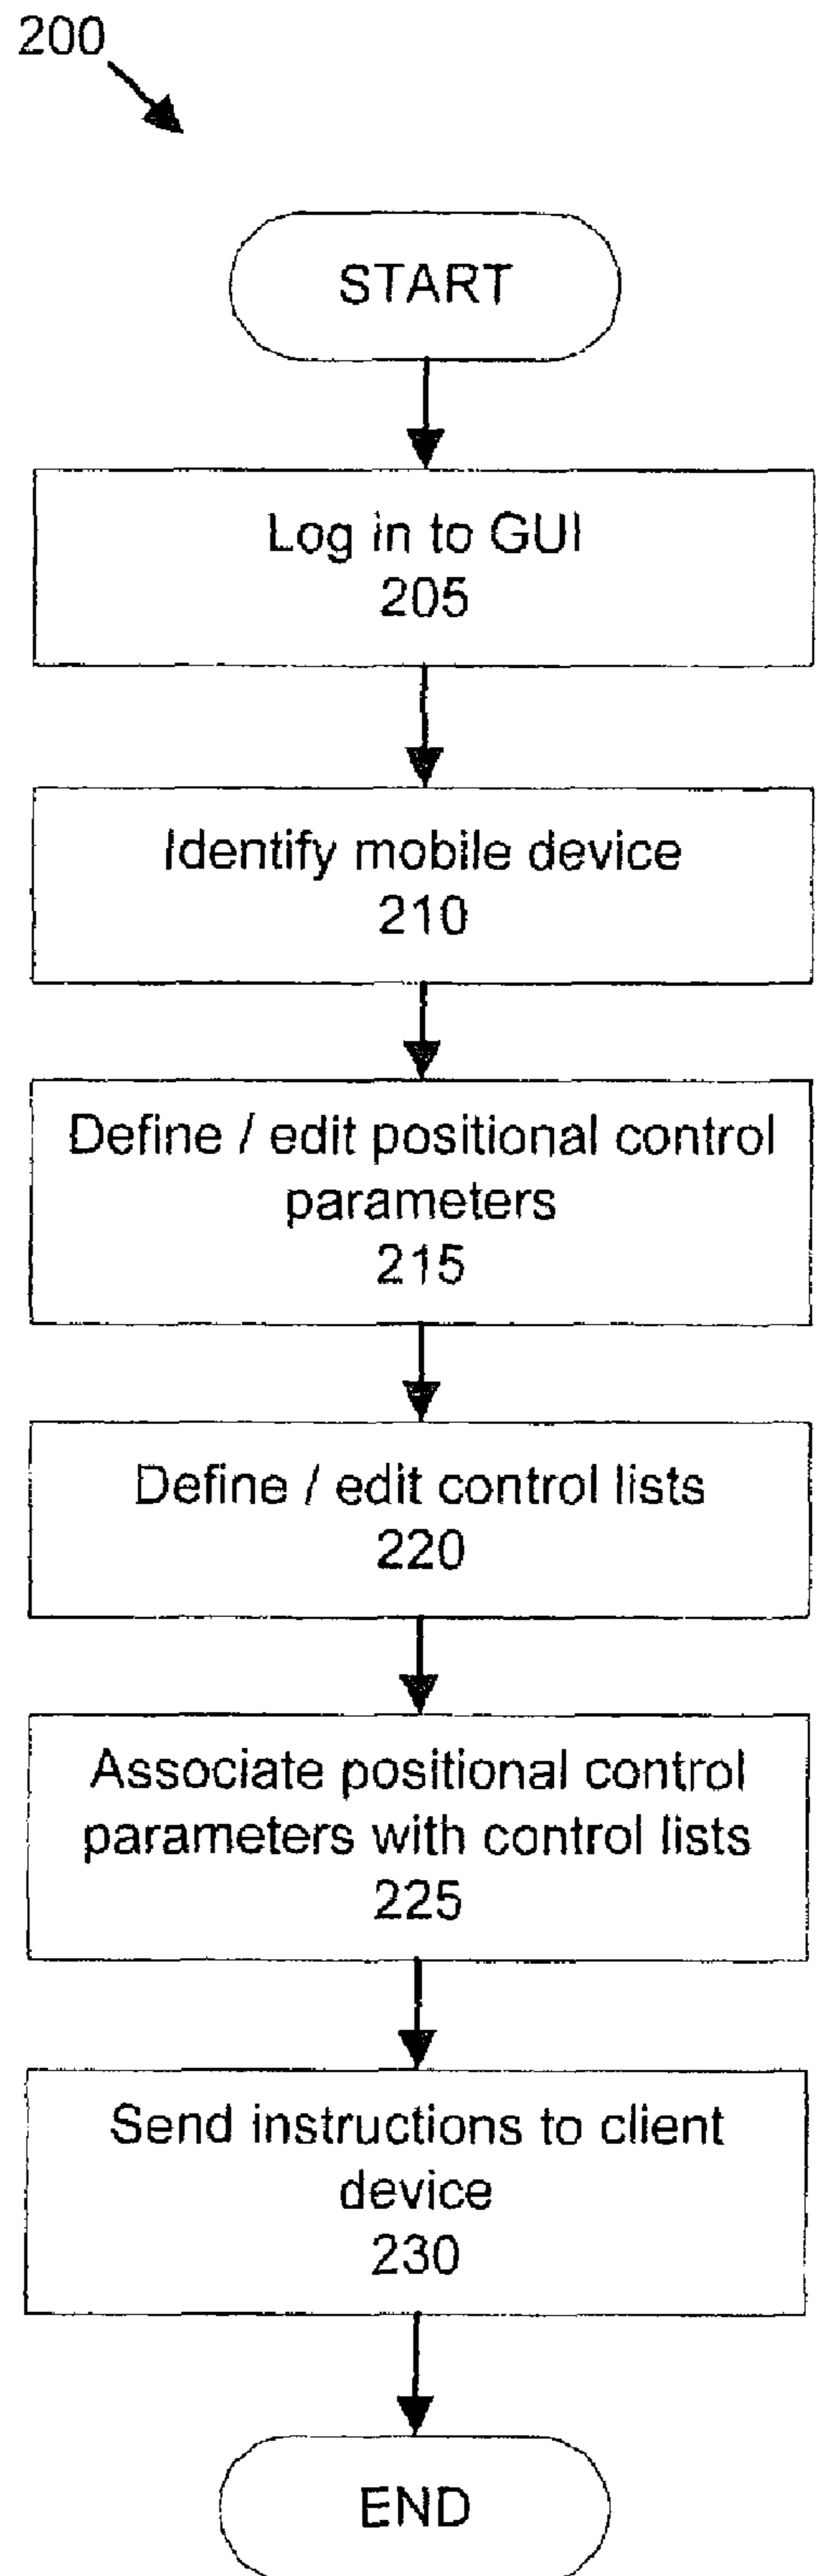 200
START
Log in to GUI
205
Identify mobile device
210
Define / edit positional control
parameters
215
Define / edit control lists
220
Associate positional control
parameters with control lists
225
Send instructions to client
device
230
END